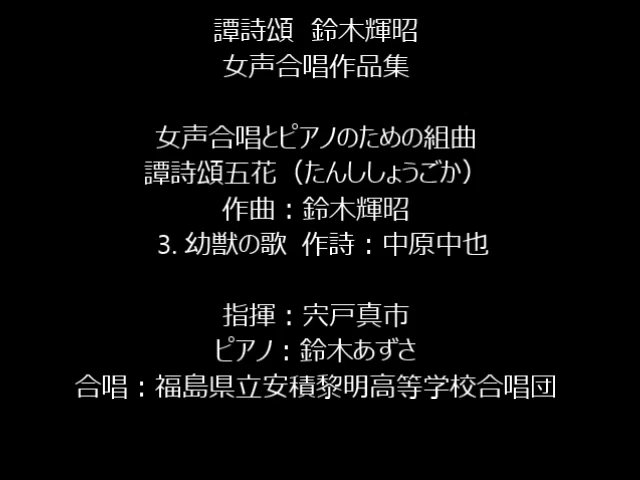 譚詩頌 鈴木輝昭
女声合唱作品集
女声合唱とピアノのための組曲
譚詩頌五花（たんししょうごか）
作曲：鈴木輝昭
3. 幼獣の歌 作詩：中原中也
指揮：宍戸真市
ピアノ：鈴木あずさ
合唱：福島県立安積黎明高等学校合唱団